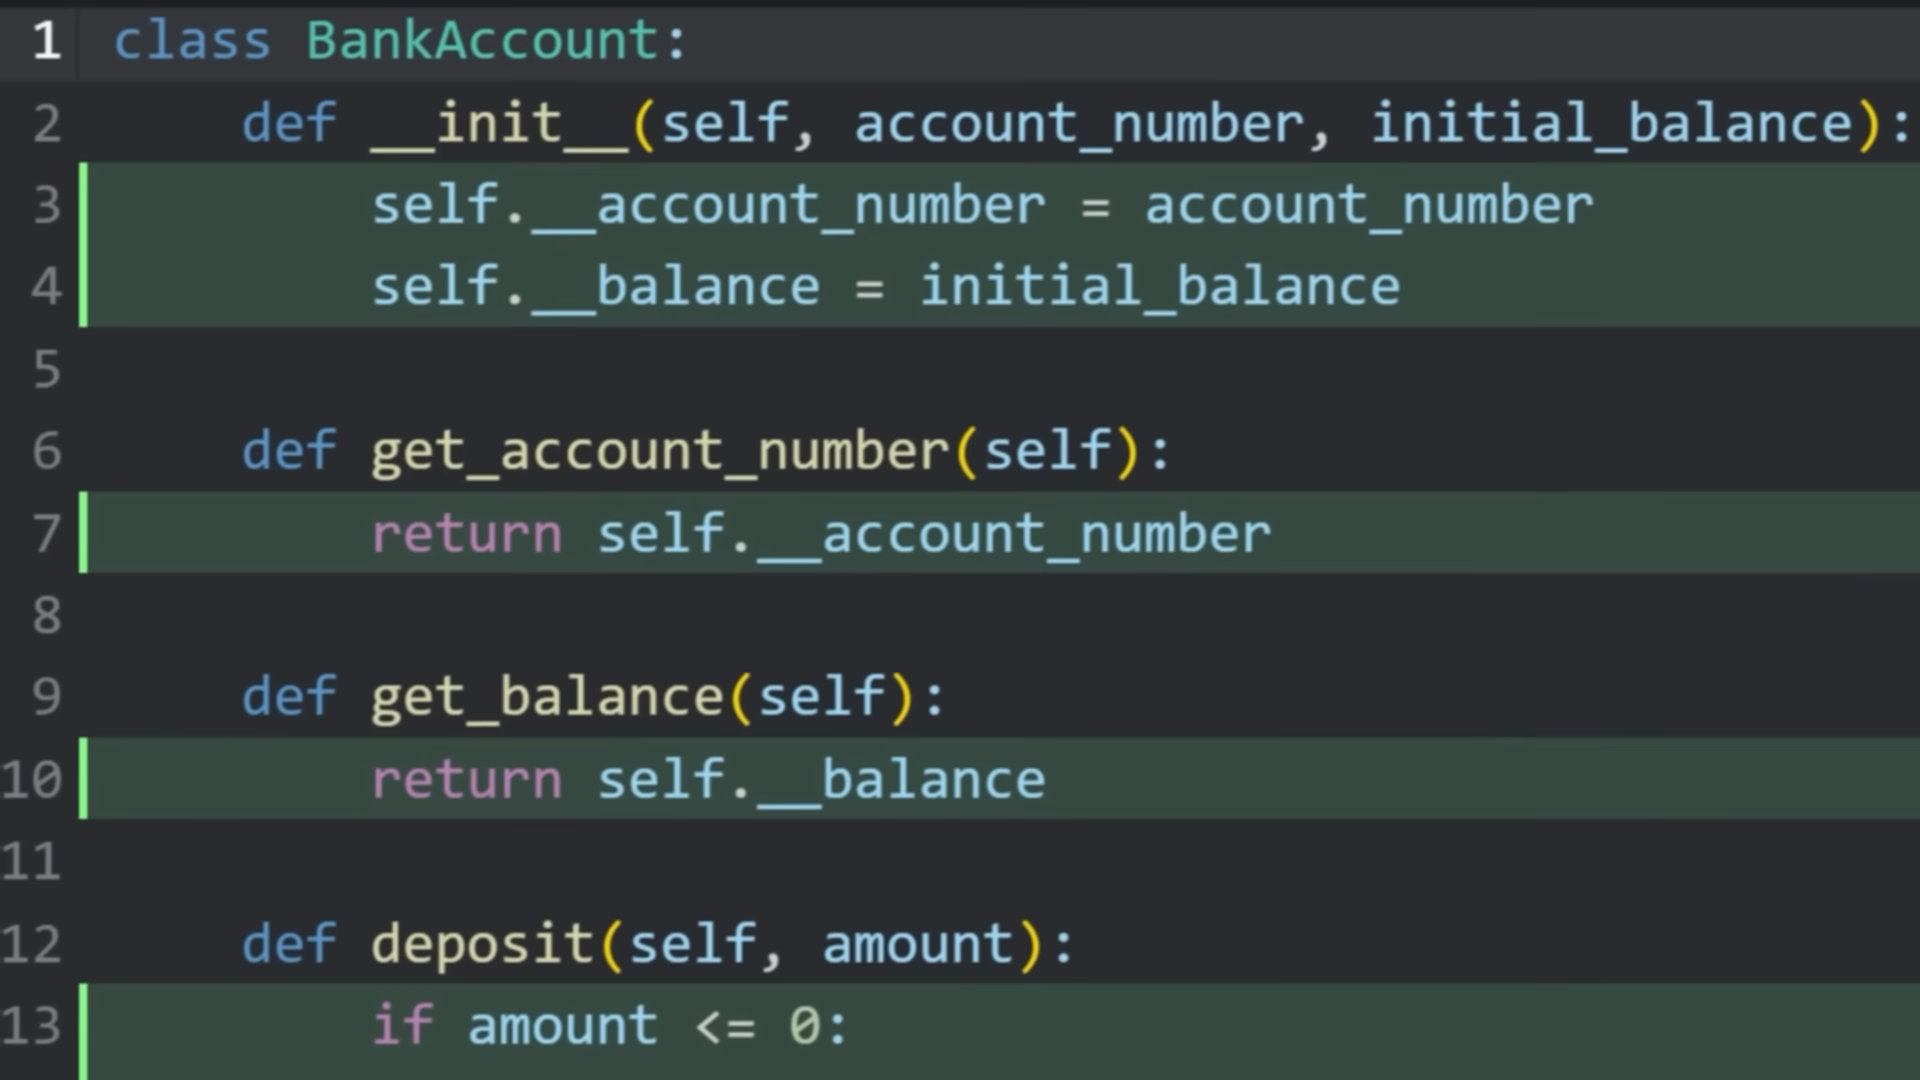 1 class BankAccount:
2     def __init__(self, account_number, initial_balance):
3         self.__account_number = account_number
4         self.__balance = initial_balance
5
6     def get_account_number(self):
7         return self.__account_number
8
9     def get_balance(self):
10         return self.__balance
11
12     def deposit(self, amount):
13         if amount <= 0: